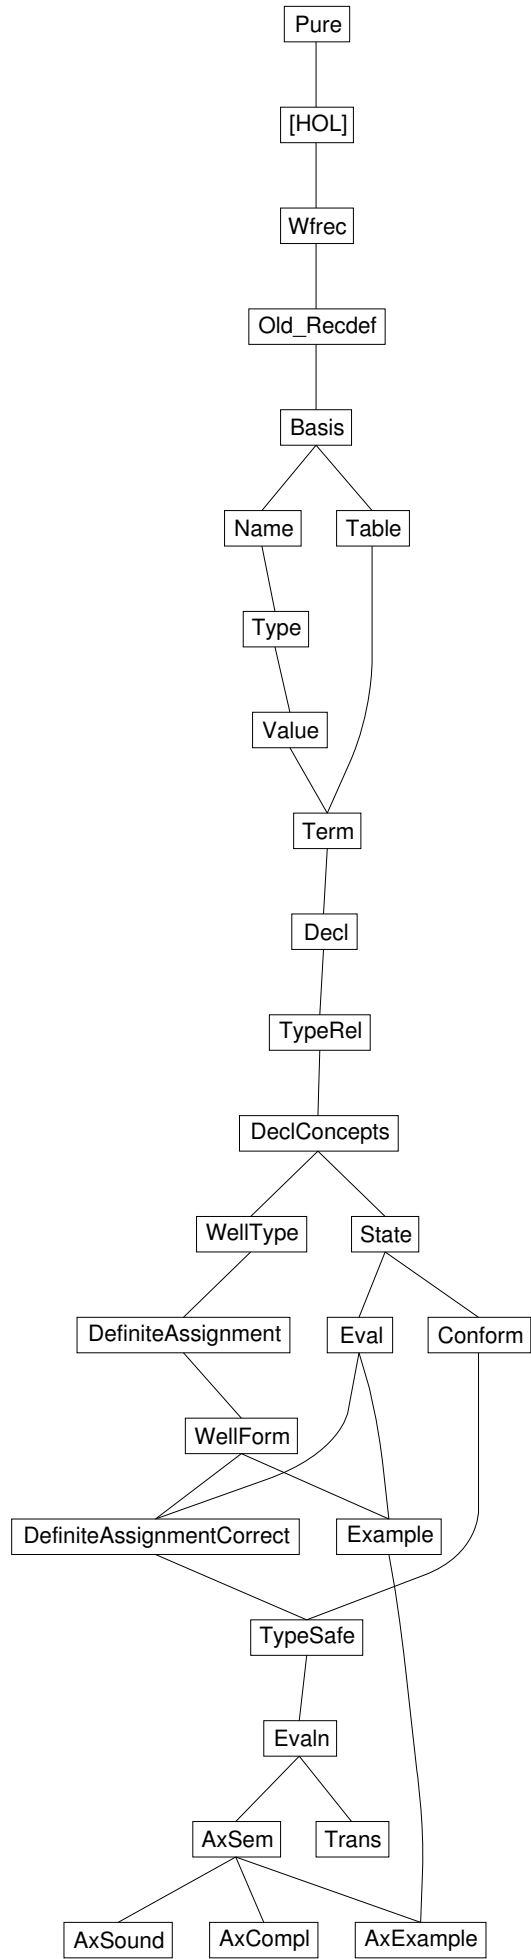 Pure
[HOL]
Wfrec
Old_Recdef
Basis
Name
Table
Type
Value
Term
Decl
TypeRel
DeclConcepts
WellType
State
DefiniteAssignment
Eval
Conform
WellForm
DefiniteAssignmentCorrect
Example
TypeSafe
Evaln
AxSem
Trans
AxSound
AxCompl
AxExample